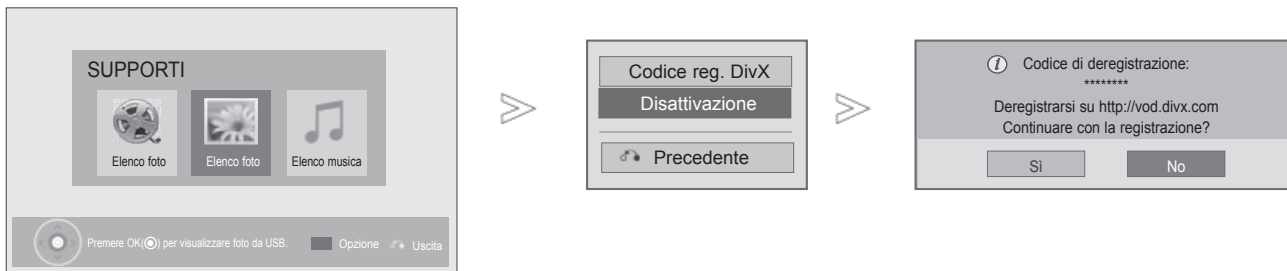 SUPPORTI
Elenco foto
Elenco foto
Elenco musica
Premere OK(◉) per visualizzare foto da USB.
Opzione
Uscita
Codice reg. DivX
Disattivazione
Precedente
Codice di deregistrazione:
********
Deregistrarsi su http://vod.divx.com
Continuare con la registrazione?
Sì
No